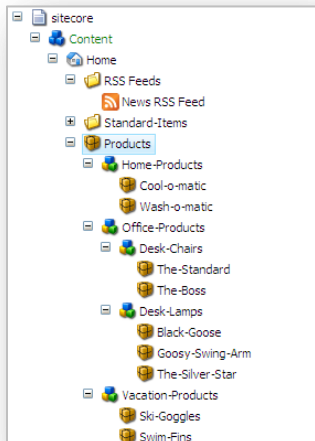 sitecore
Content
Home
RSS Feeds
News RSS Feed
Standard-Items
Products
Home-Products
Cool-o-matic
Wash-o-matic
Office-Products
Desk-Chairs
The-Standard
The-Boss
Desk-Lamps
Black-Goose
Goosy-Swing-Arm
The-Silver-Star
Vacation-Products
Ski-Goggles
Swim-Fins